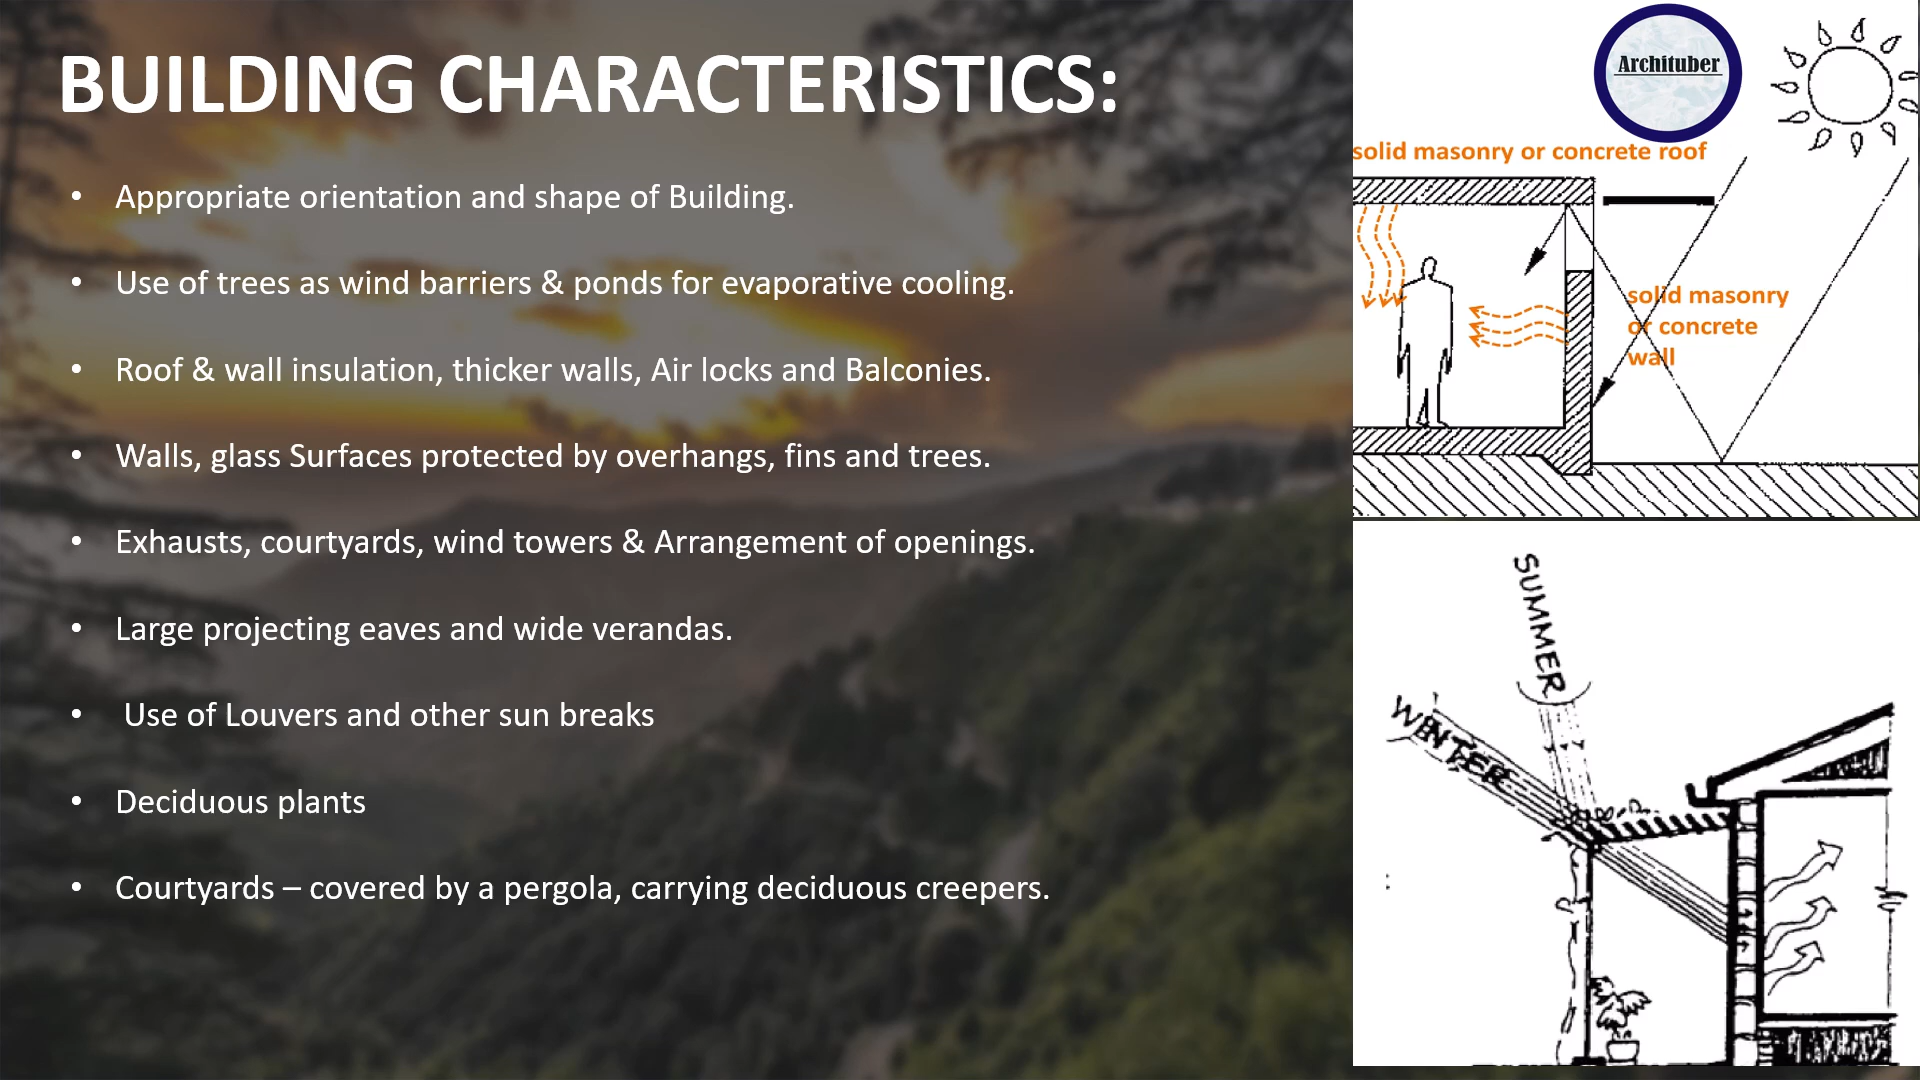 BUILDING CHARACTERISTICS:
• Appropriate orientation and shape of Building.
• Use of trees as wind barriers & ponds for evaporative cooling.
• Roof & wall insulation, thicker walls, Air locks and Balconies.
• Walls, glass Surfaces protected by overhangs, fins and trees.
• Exhausts, courtyards, wind towers & Arrangement of openings.
• Large projecting eaves and wide verandas.
• Use of Louvers and other sun breaks
• Deciduous plants
• Courtyards – covered by a pergola, carrying deciduous creepers.
Archituber
solid masonry or concrete roof
solid masonry
or concrete
wall
SUMMER
WINTER